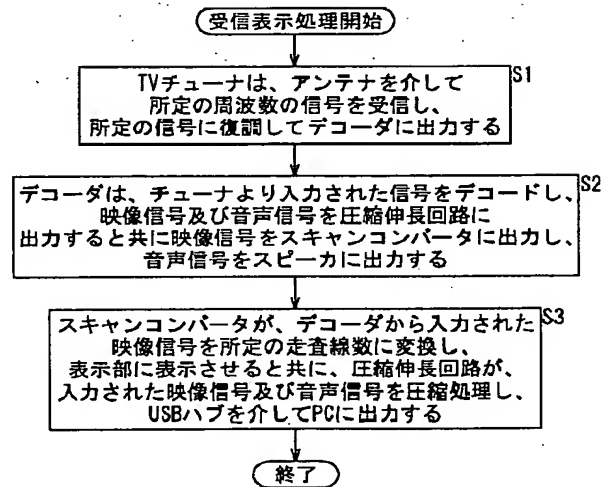 受信表示処理開始
S1
TVチューナは、アンテナを介して
所定の周波数の信号を受信し、
所定の信号に復調してデコーダに出力する
S2
デコーダは、チューナより入力された信号をデコードし、
映像信号及び音声信号を圧縮伸長回路に
出力すると共に映像信号をスキャンコンバータに出力し、
音声信号をスピーカに出力する
S3
スキャンコンバータが、デコーダから入力された
映像信号を所定の走査線数に変換し、
表示部に表示させると共に、圧縮伸長回路が、
入力された映像信号及び音声信号を圧縮処理し、
USBハブを介してPCに出力する
終了